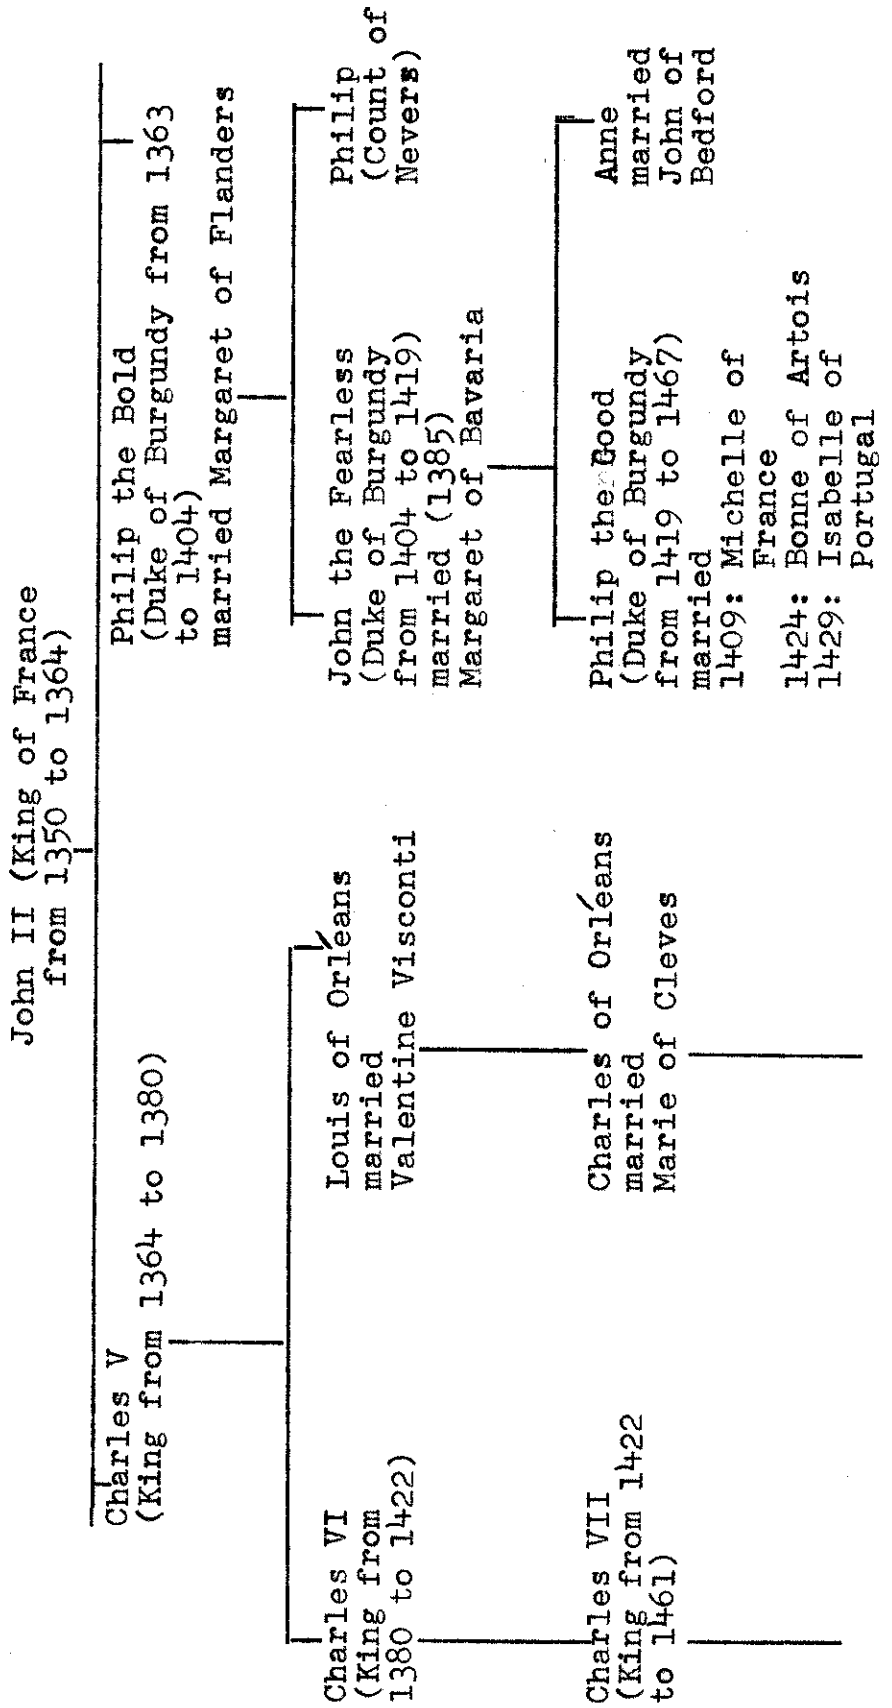 John II (King of France
from 1350 to 1364)
Charles V
(King from 1364 to 1380)
Philip the Bold
(Duke of Burgundy from 1363
to 1404)
married Margaret of Flanders
Charles VI
(King from
1380 to 1422)
Louis of Orléans
married
Valentine Visconti
John the Fearless
(Duke of Burgundy
from 1404 to 1419)
married (1385)
Margaret of Bavaria
Philip
(Count of
Nevers)
Charles VII
(King from 1422
to 1461)
Charles of Orléans
married
Marie of Cleves
Philip the Good
(Duke of Burgundy
from 1419 to 1467)
married
1409: Michelle of
France
1424: Bonne of Artois
1429: Isabelle of
Portugal
Anne
married
John of
Bedford